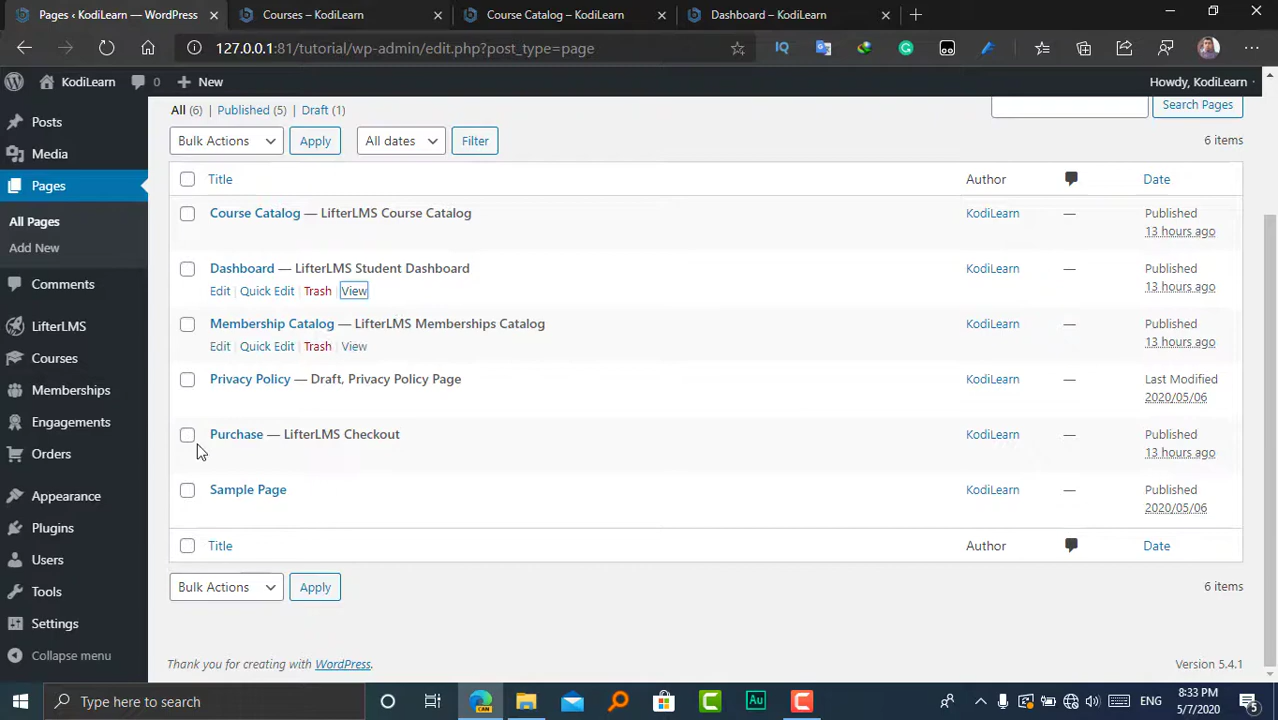 Pages ‹ KodiLearn — WordPress
Courses – KodiLearn
Course Catalog – KodiLearn
Dashboard – KodiLearn
127.0.0.1:81/tutorial/wp-admin/edit.php?post_type=page
IQ
KodiLearn
0
New
Howdy, KodiLearn
All (6) | Published (5) | Draft (1)
Search Pages
Bulk Actions
Apply
All dates
Filter
6 items
Title
Author
Date
Course Catalog — LifterLMS Course Catalog
KodiLearn
—
Published
13 hours ago
Dashboard — LifterLMS Student Dashboard
Edit | Quick Edit | Trash | View
KodiLearn
—
Published
13 hours ago
Membership Catalog — LifterLMS Memberships Catalog
Edit | Quick Edit | Trash | View
KodiLearn
—
Published
13 hours ago
Privacy Policy — Draft, Privacy Policy Page
KodiLearn
—
Last Modified
2020/05/06
Purchase — LifterLMS Checkout
KodiLearn
—
Published
13 hours ago
Sample Page
KodiLearn
—
Published
2020/05/06
Title
Author
Date
Bulk Actions
Apply
6 items
Thank you for creating with WordPress.
Version 5.4.1
Posts
Media
Pages
All Pages
Add New
Comments
LifterLMS
Courses
Memberships
Engagements
Orders
Appearance
Plugins
Users
Tools
Settings
Collapse menu
Type here to search
CAN
Au
ENG
8:33 PM
5/7/2020
5